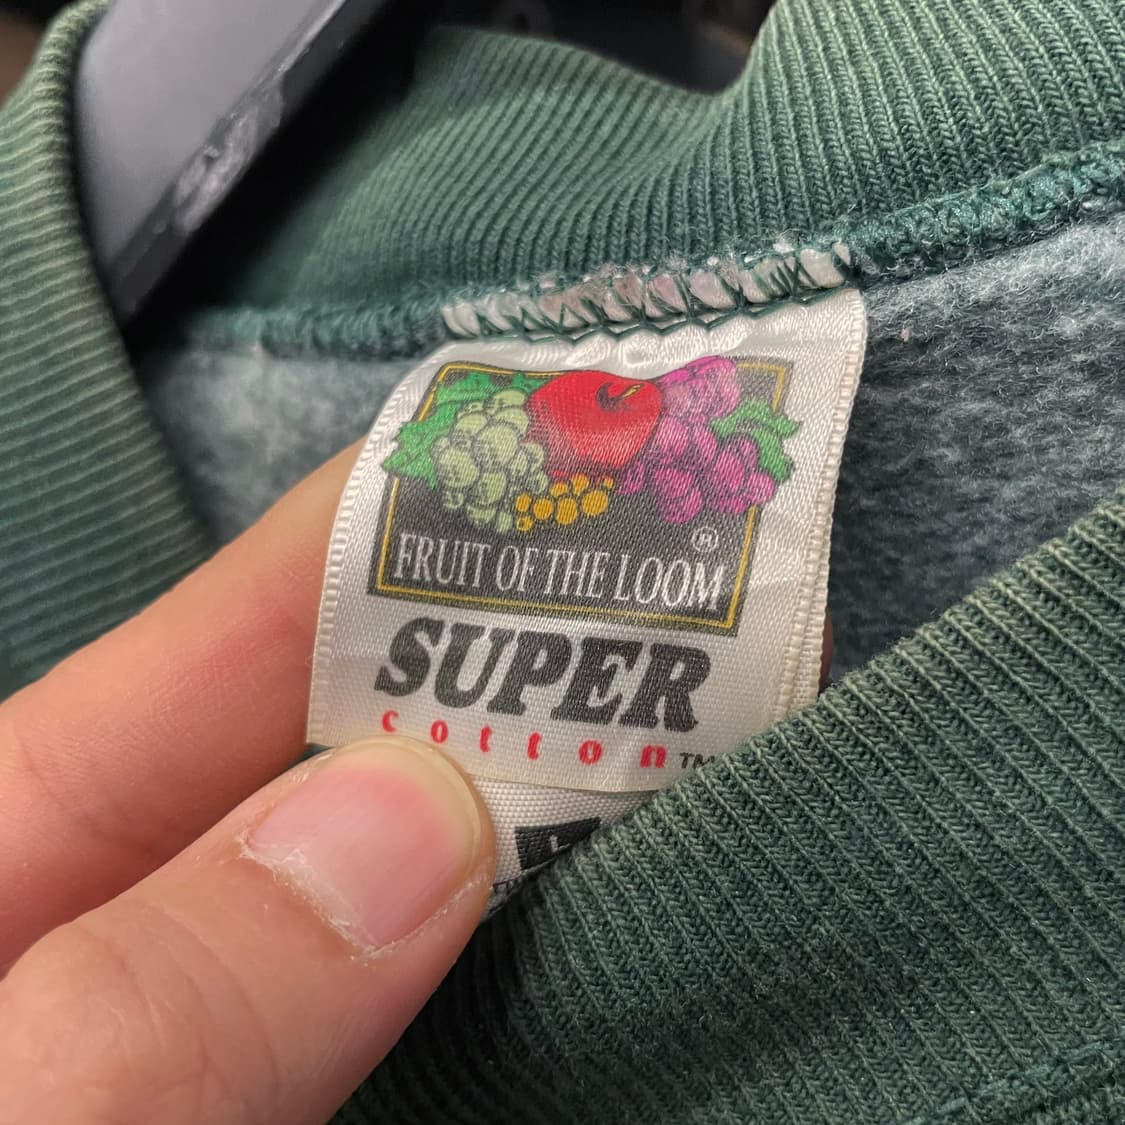 ®
FRUIT OF THE LOOM
SUPER
cotton™